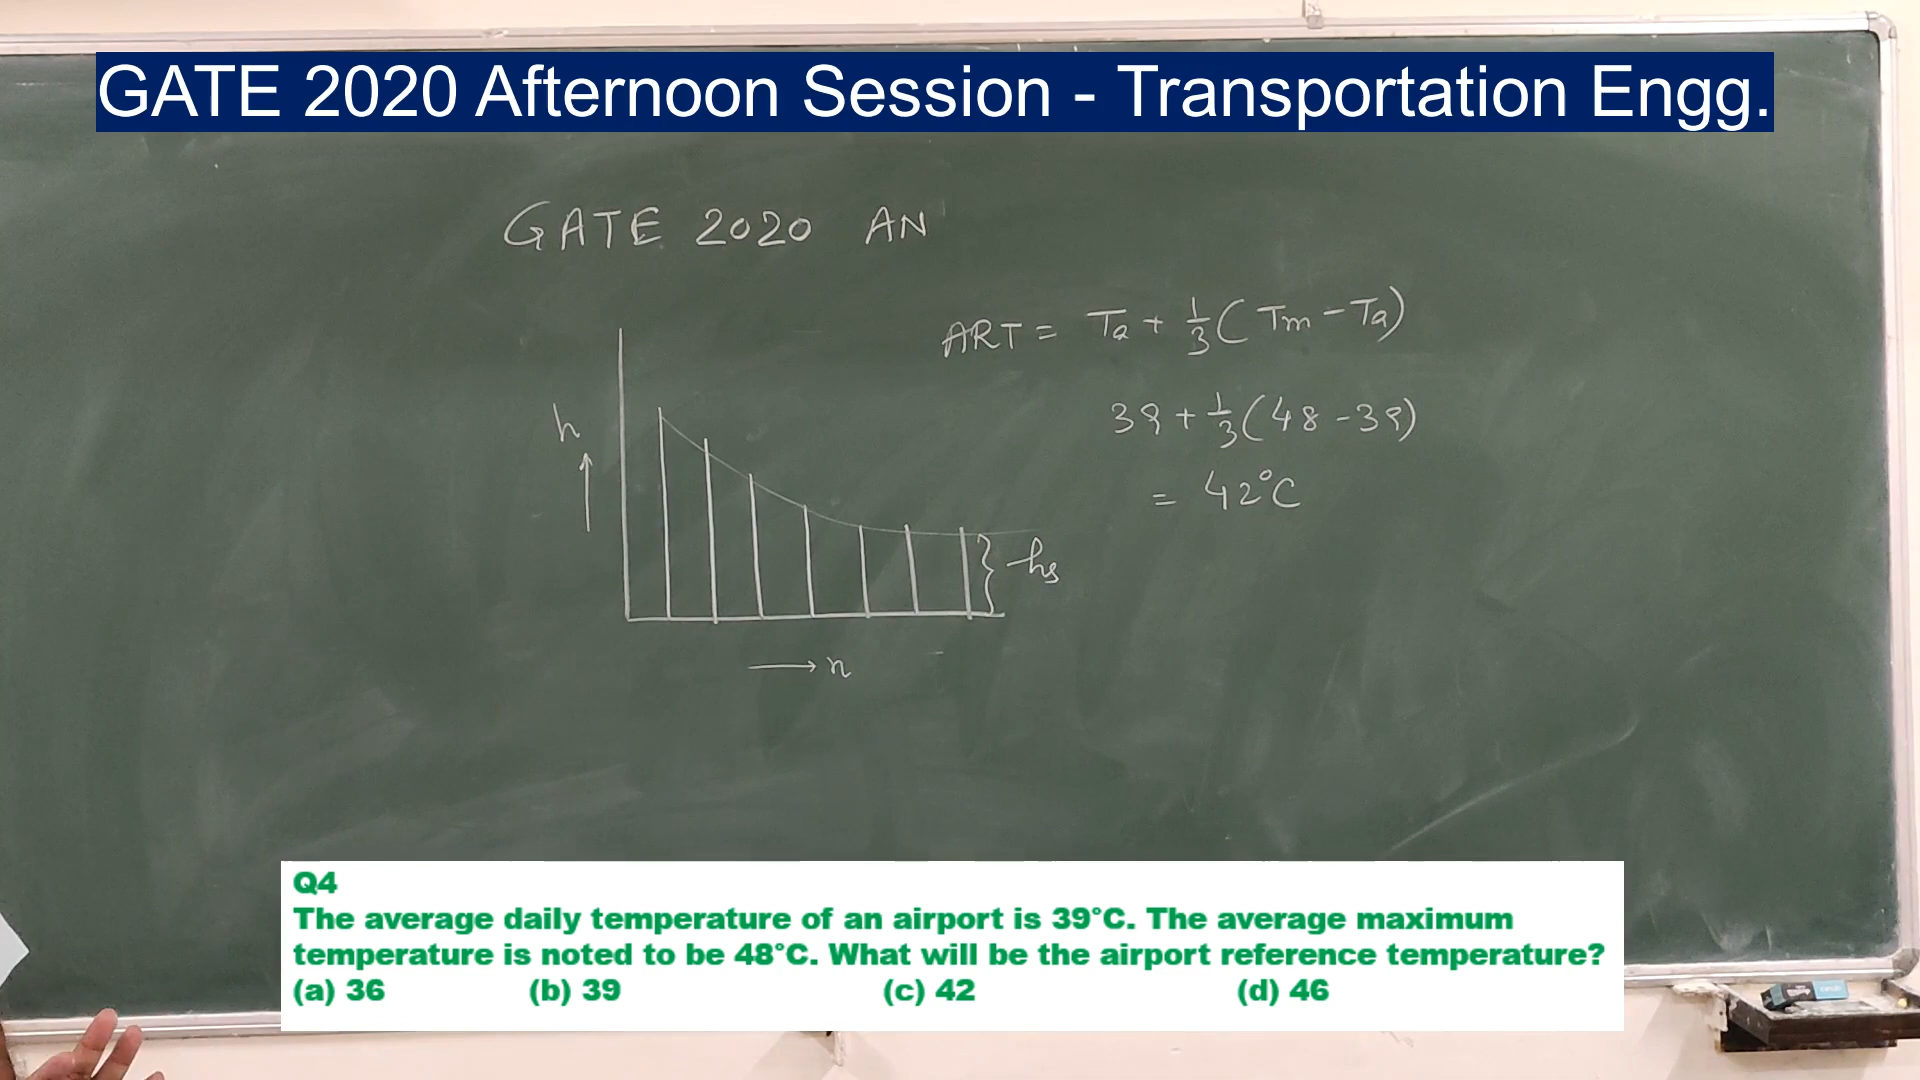 GATE 2020 Afternoon Session - Transportation Engg.
GATE 2020 AN
ART = Ta + 1/3 ( Tm - Ta)
39 + 1/3 (48 - 39)
= 42°C
h
hs
n
Q4
The average daily temperature of an airport is 39°C. The average maximum
temperature is noted to be 48°C. What will be the airport reference temperature?
(a) 36 (b) 39 (c) 42 (d) 46